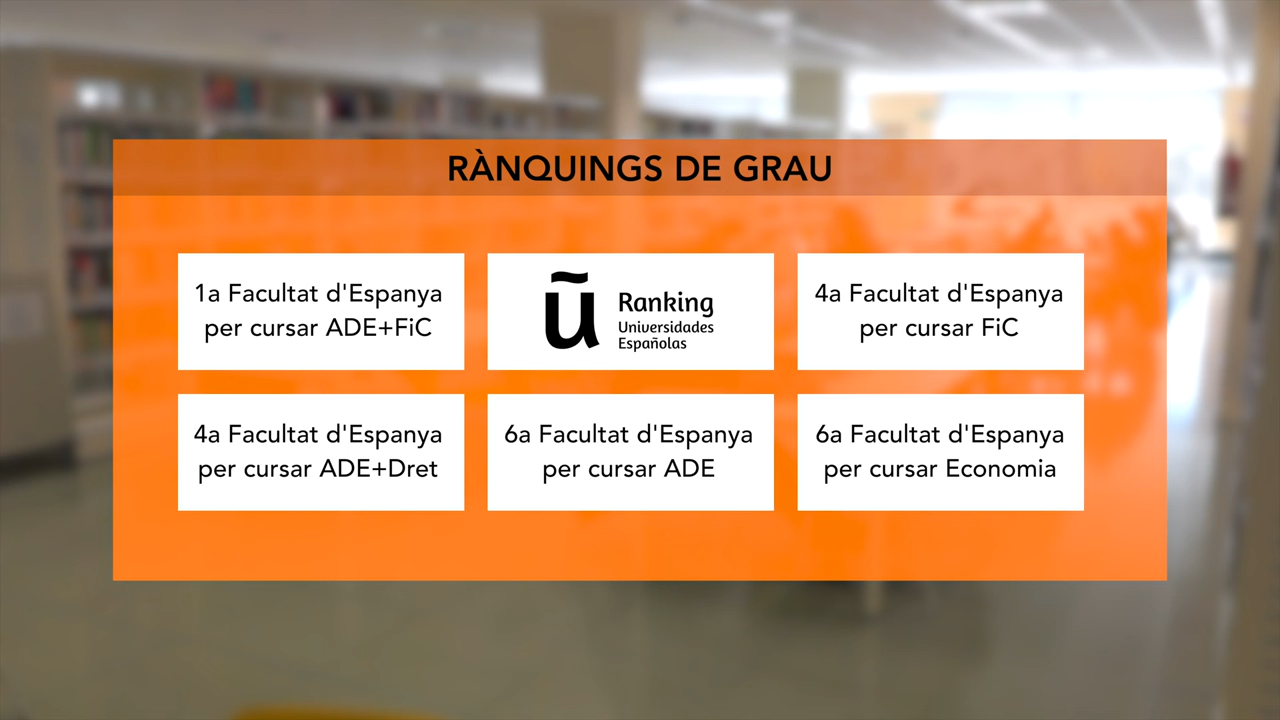 RÀNQUINGS DE GRAU
1a Facultat d'Espanya
per cursar ADE+FiC
ũ
Ranking
Universidades
Españolas
4a Facultat d'Espanya
per cursar FiC
4a Facultat d'Espanya
per cursar ADE+Dret
6a Facultat d'Espanya
per cursar ADE
6a Facultat d'Espanya
per cursar Economia